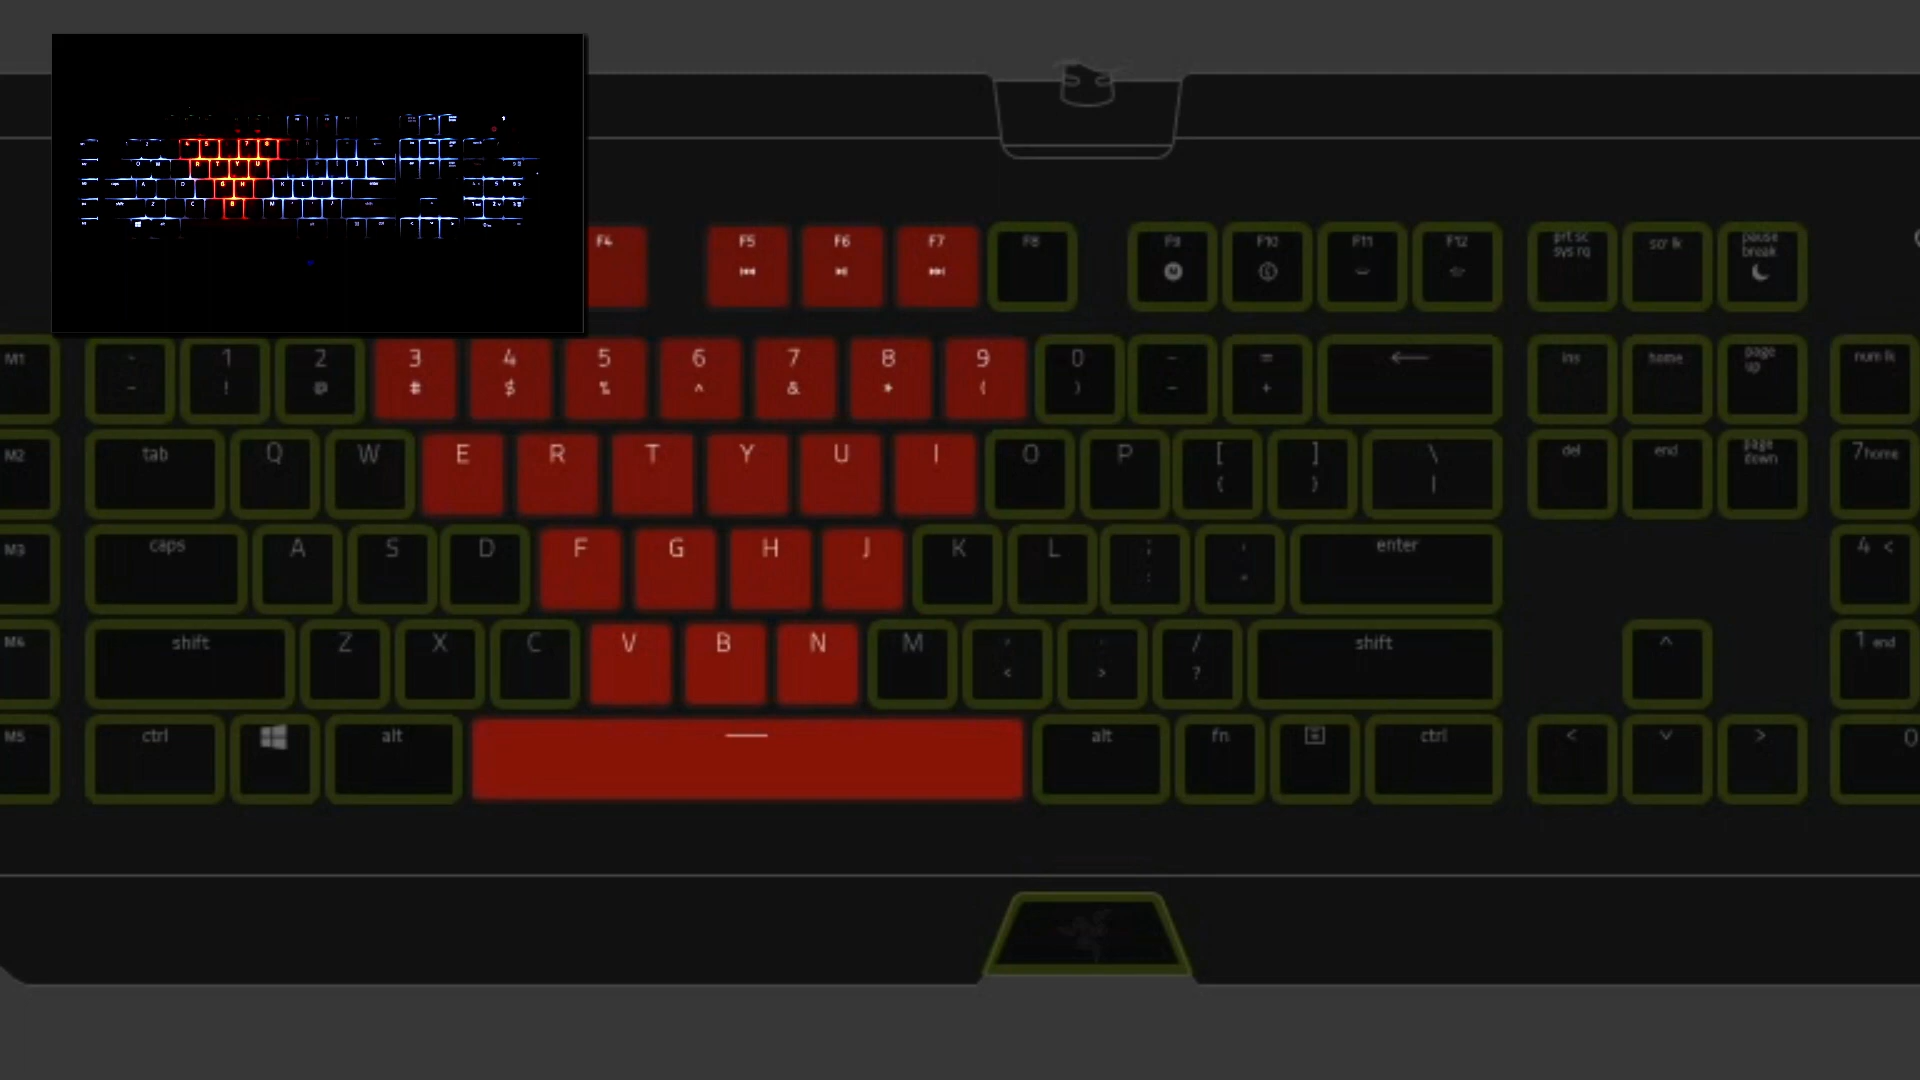 F4 F5 F6 F7 F8 F9 F10 F11 F12 prt sc sys rq scr lk pause break
M1 1 ! 2 @ 3 # 4 $ 5 % 6 ^ 7 & 8 * 9 ( 0 ) - = + ins home page up num lk
M2 tab Q W E R T Y U I O P [ { ] } \ | del end page down 7 home
M3 caps A S D F G H J K L ; : ' " enter 4 <
M4 shift Z X C V B N M , < . > / ? shift ^ 1 end
M5 ctrl alt alt fn ctrl < v > 0